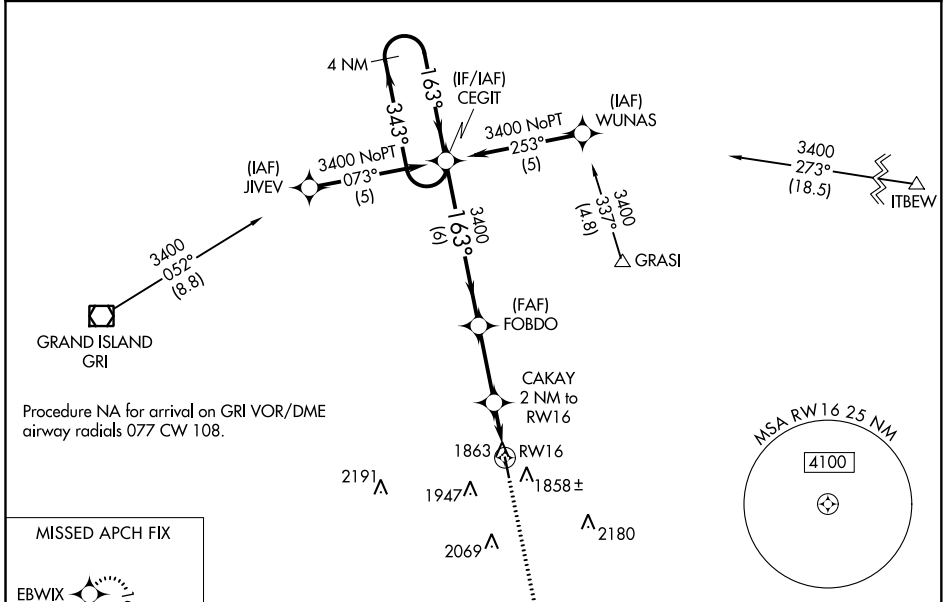 4 NM
(IF/IAF)
CEGIT
163°
343°
(IAF)
WUNAS
3400 NoPT
253°
(5)
(IAF)
JIVEV
3400 NoPT
073°
(5)
3400
273°
(18.5)
ITBEW
3400
337°
(4.8)
GRASI
3400
163°
(6)
3400
052°
(8.8)
GRAND ISLAND
GRI
(FAF)
FOBDO
CAKAY
2 NM to
RW16
Procedure NA for arrival on GRI VOR/DME
airway radials 077 CW 108.
1863
RW16
2191
1947
1858±
2069
2180
MSA RW16 25 NM
4100
MISSED APCH FIX
EBWIX